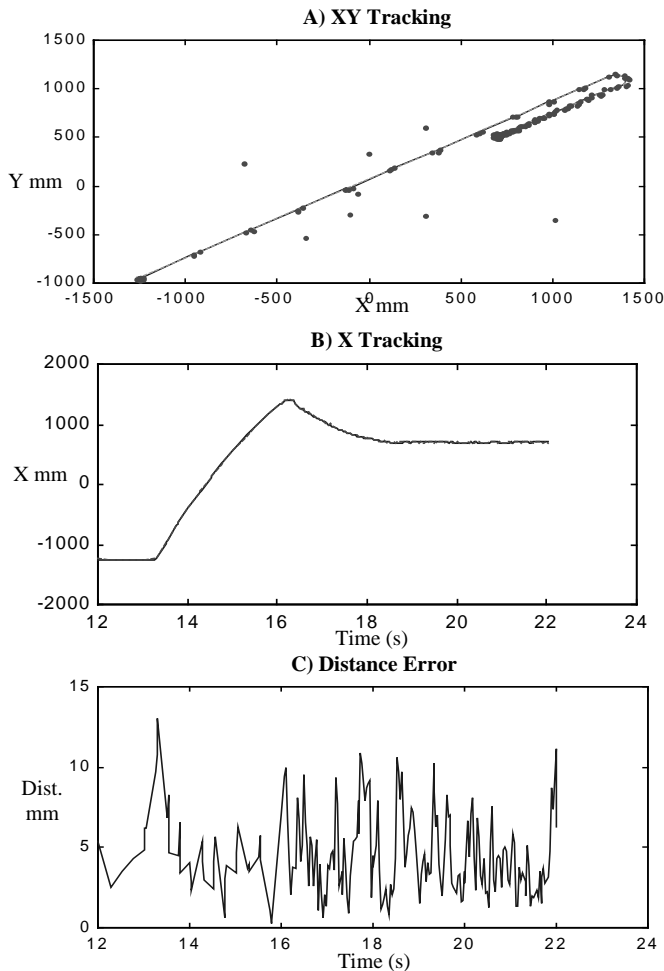 A) XY Tracking
1500
1000
500
Y mm
0
-500
-1000
-1500 -1000 -500 0 500 1000 1500
X mm
B) X Tracking
2000
1000
X mm
0
-1000
-2000
12 14 16 18 20 22 24
Time (s)
C) Distance Error
15
10
Dist.
mm
5
0
12 14 16 18 20 22 24
Time (s)